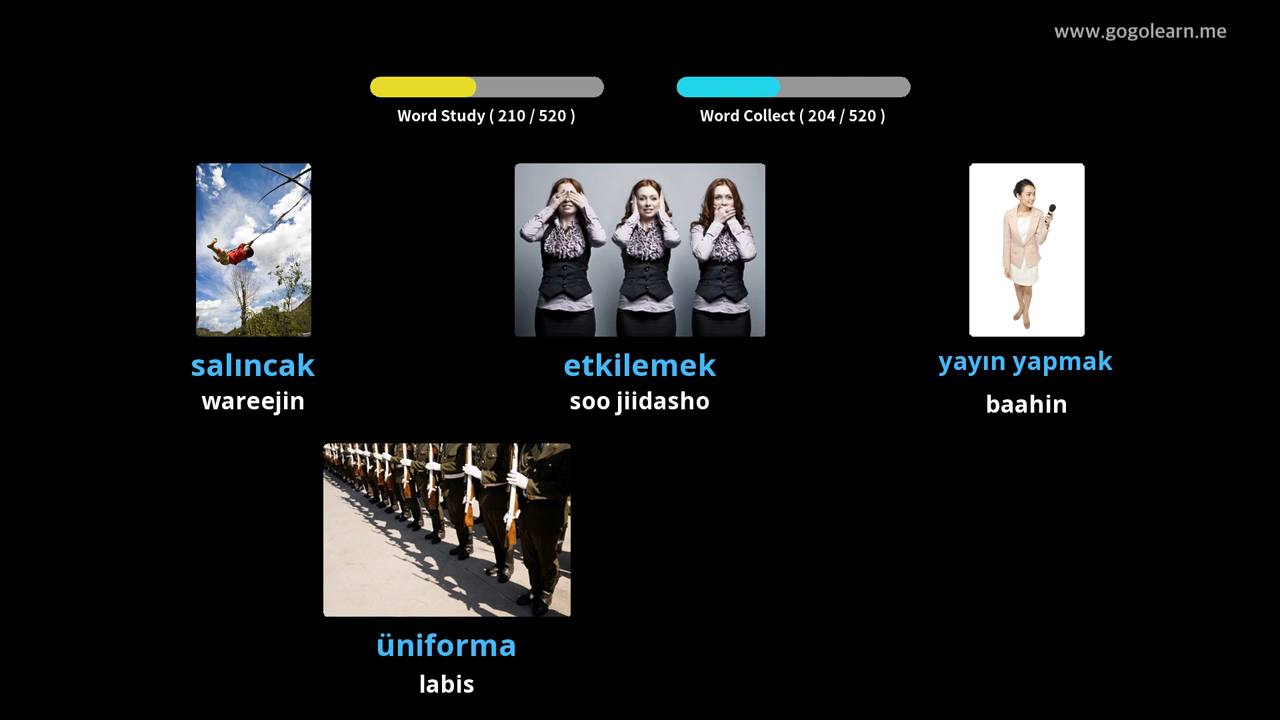 www.gogolearn.me
Word Study ( 210 / 520 )
Word Collect ( 204 / 520 )
salıncak
wareejin
etkilemek
soo jiidasho
yayın yapmak
baahin
üniforma
labis